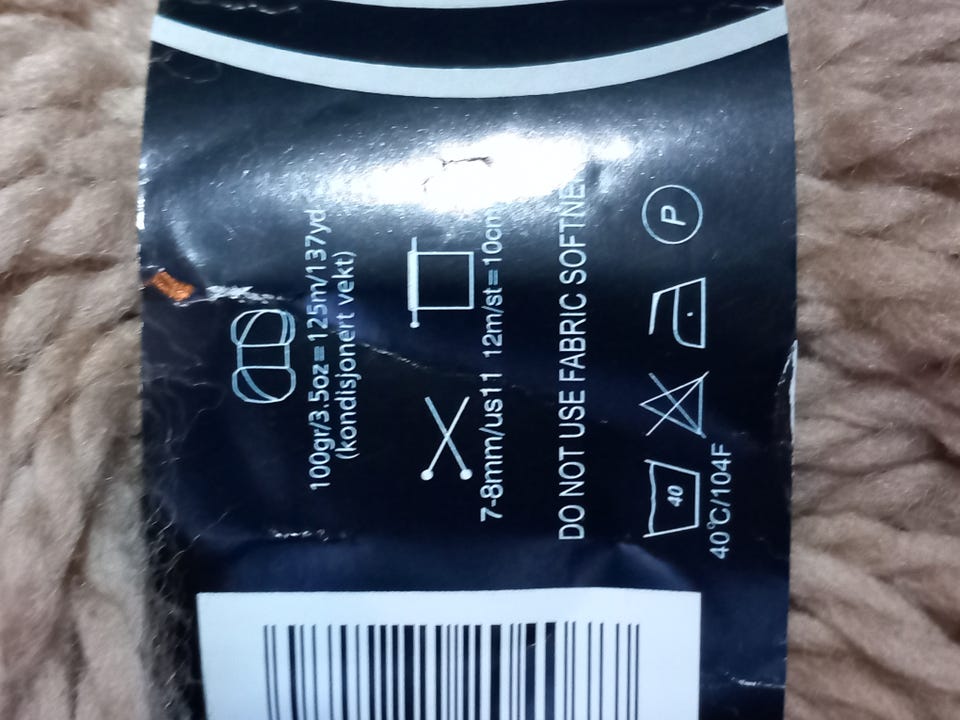 100gr/3.5oz=125m/137yd
(kondisjonert vekt)
7-8mm/us11 12m/st=10cm
DO NOT USE FABRIC
40
P
40°C/104F